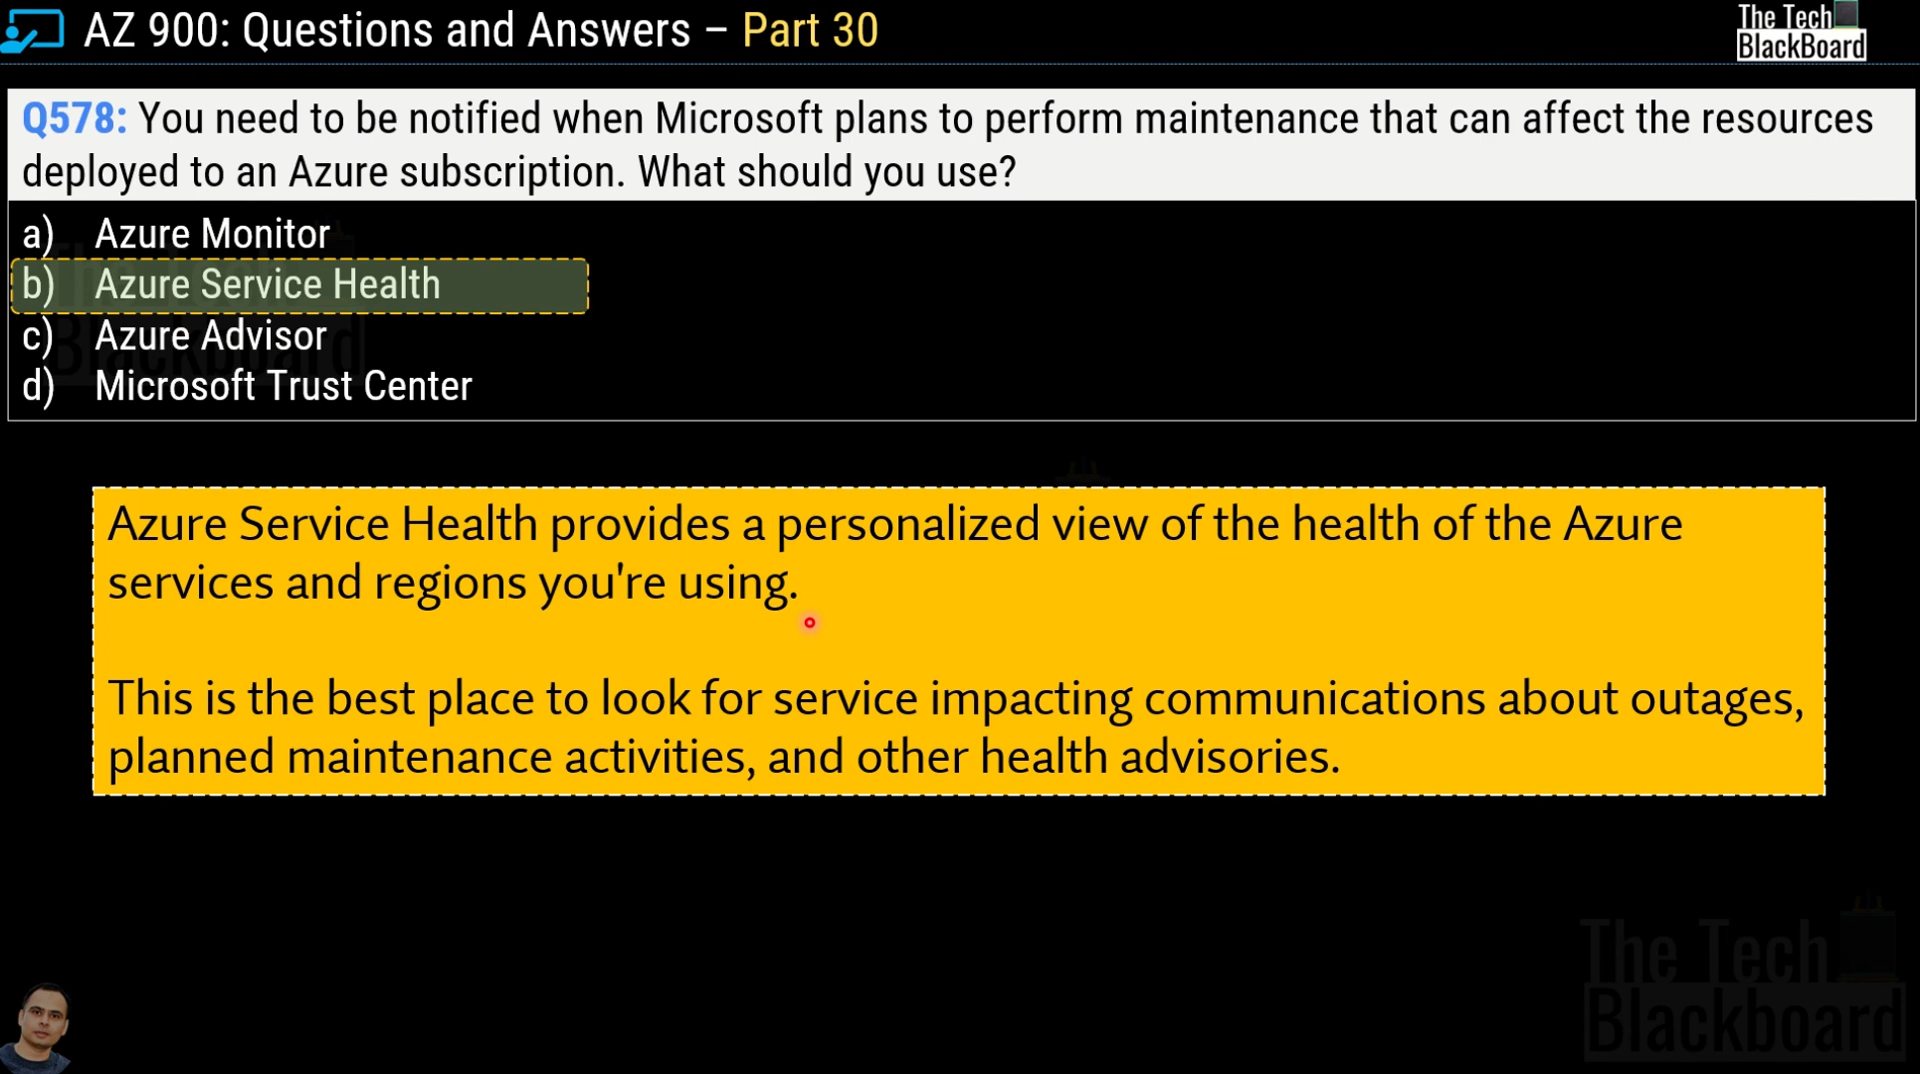 AZ 900: Questions and Answers – Part 30
The Tech
BlackBoard
Q578: You need to be notified when Microsoft plans to perform maintenance that can affect the resources
deployed to an Azure subscription. What should you use?
a) Azure Monitor
b) Azure Service Health
c) Azure Advisor
d) Microsoft Trust Center
Azure Service Health provides a personalized view of the health of the Azure
services and regions you're using.
This is the best place to look for service impacting communications about outages,
planned maintenance activities, and other health advisories.
The Tech
Blackboard